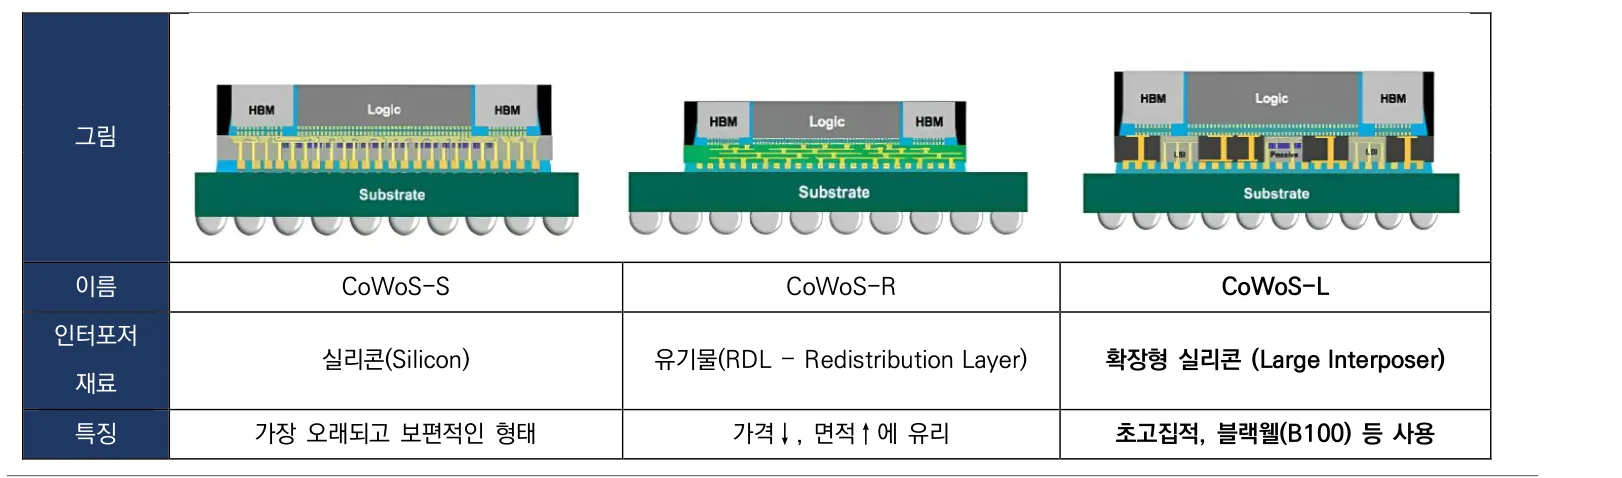 그림
HBM
Logic
HBM
Substrate
HBM
Logic
HBM
Substrate
HBM
Logic
HBM
LSI
Passive
LSI
Substrate
이름
CoWoS-S
CoWoS-R
CoWoS-L
인터포저
재료
실리콘(Silicon)
유기물(RDL - Redistribution Layer)
확장형 실리콘 (Large Interposer)
특징
가장 오래되고 보편적인 형태
가격↓, 면적↑에 유리
초고집적, 블랙웰(B100) 등 사용